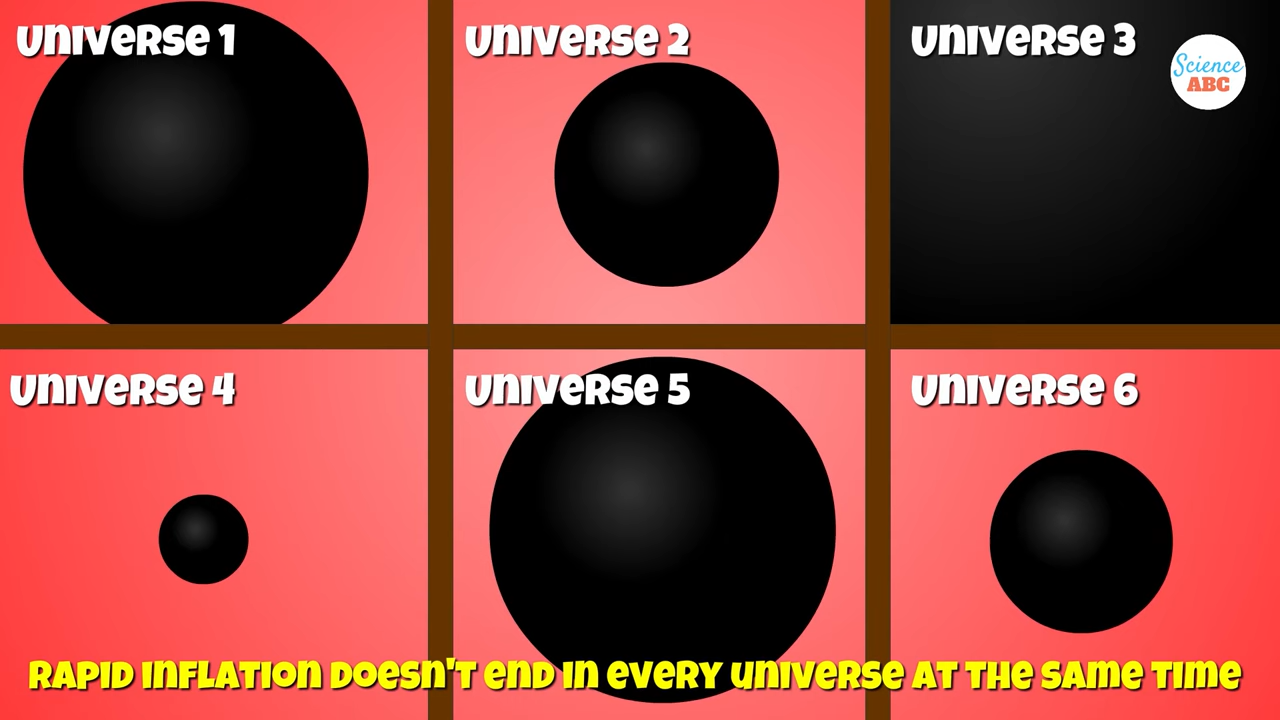 Universe 1
Universe 2
Universe 3
Science
ABC
Universe 4
Universe 5
Universe 6
Rapid inflation doesn't end in every universe at the same time